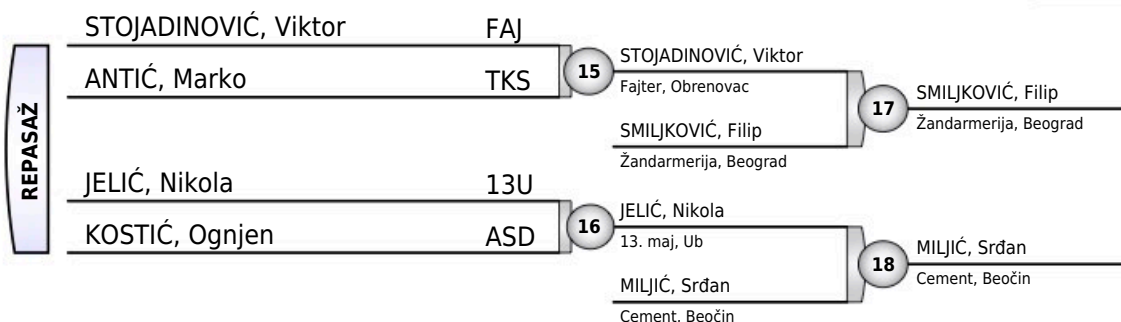 REPASAŽ
STOJADINOVIĆ, Viktor FAJ
ANTIĆ, Marko TKS
15
STOJADINOVIĆ, Viktor
Fajter, Obrenovac
SMILJKOVIĆ, Filip
Žandarmerija, Beograd
17
SMILJKOVIĆ, Filip
Žandarmerija, Beograd
JELIĆ, Nikola 13U
KOSTIĆ, Ognjen ASD
16
JELIĆ, Nikola
13. maj, Ub
MILJIĆ, Srđan
Cement, Beočin
18
MILJIĆ, Srđan
Cement, Beočin